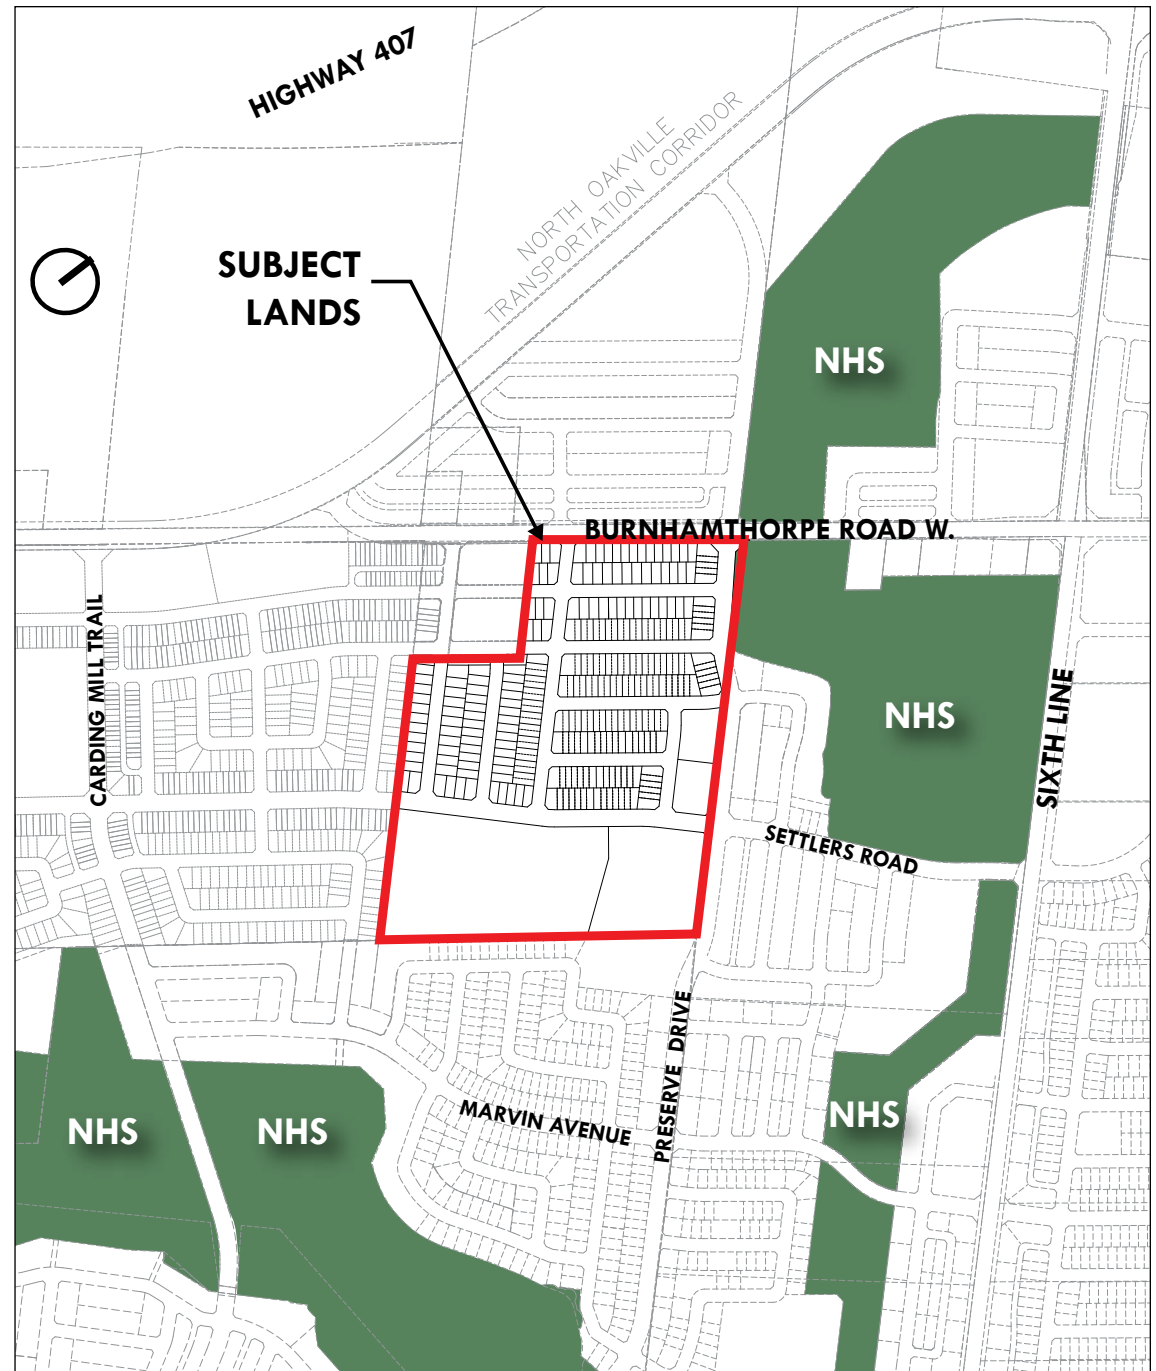 HIGHWAY 407
NORTH OAKVILLE
TRANSPORTATION CORRIDOR
SUBJECT
LANDS
NHS
BURNHAMTHORPE ROAD W.
CARDING MILL TRAIL
NHS
SIXTH LINE
SETTLERS ROAD
PRESERVE DRIVE
MARVIN AVENUE
NHS
NHS
NHS